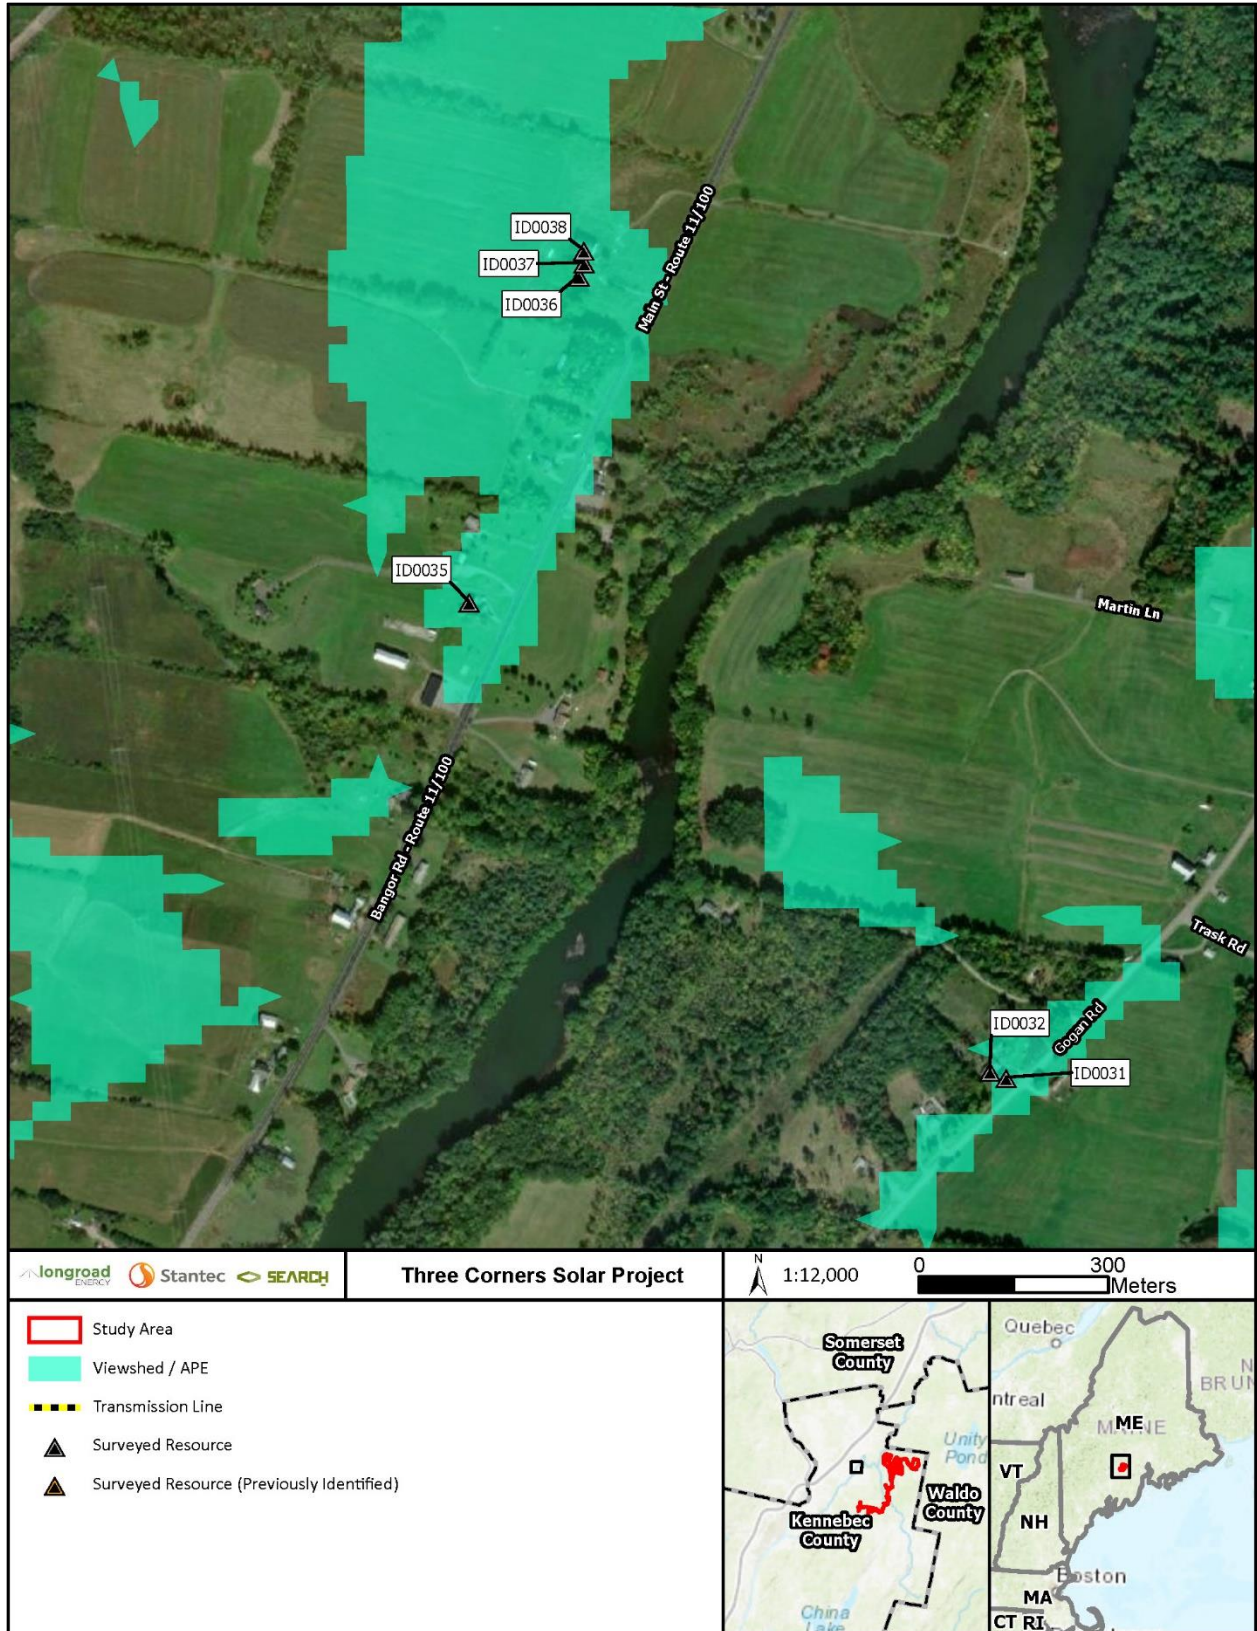 ID0038
ID0037
ID0036
Main St - Route 11/100
ID0035
Martin Ln
Bangor Rd - Route 11/100
Trask Rd
ID0032
Gogan Rd
ID0031
longroad
ENERGY
Stantec
SEARCH
Three Corners Solar Project
N
1:12,000
0 300
Meters
Study Area
Viewshed / APE
Transmission Line
Surveyed Resource
Surveyed Resource (Previously Identified)
Somerset
County
Unity
Pond
Waldo
County
Kennebec
County
China
Lake
Quebec
ntreal
N
BRUN
ME
VT
NH
Boston
MA
CT RI